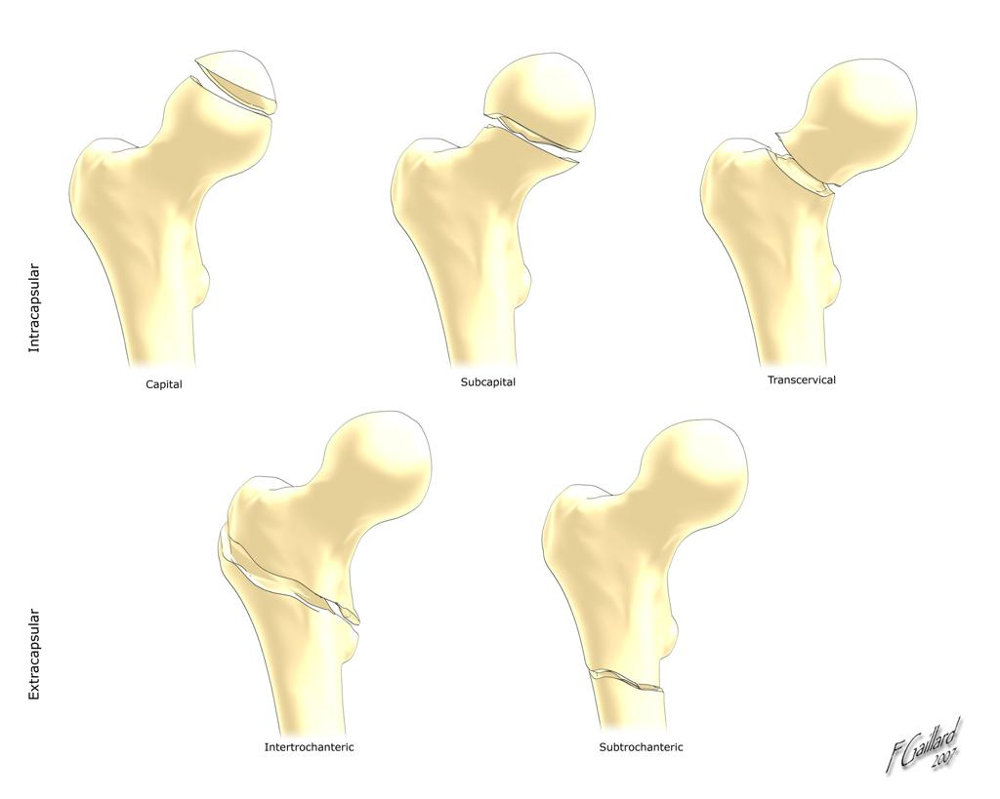 Intracapsular
Capital
Subcapital
Transcervical
Extracapsular
Intertrochanteric
Subtrochanteric
F Gaillard
2007